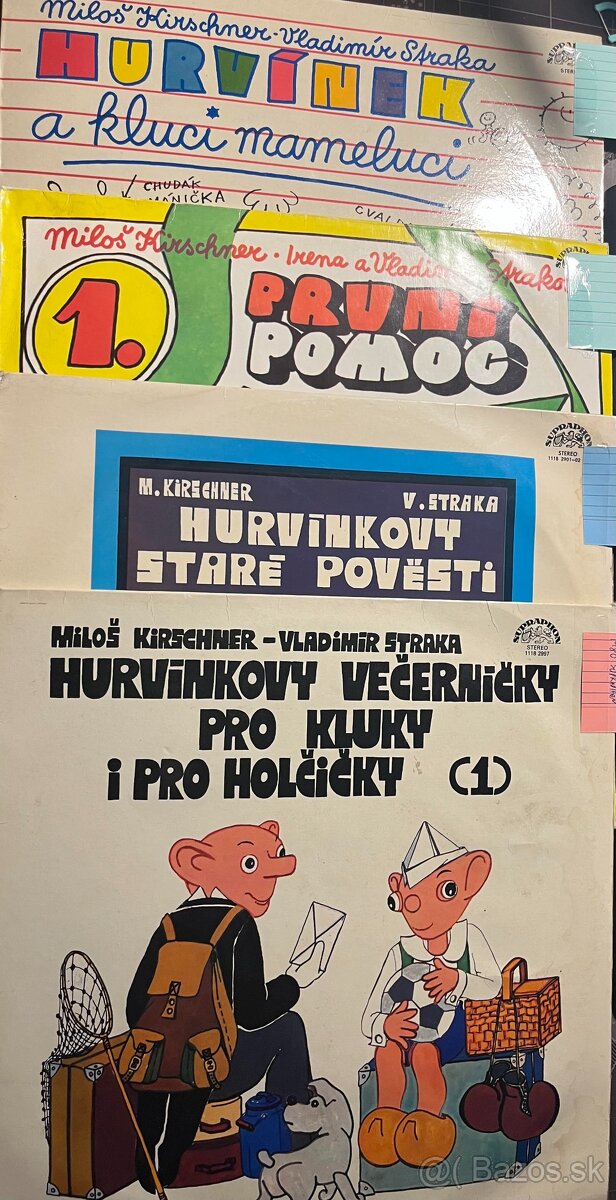 Miloš Kirschner-Vladimír Straka
HURVÍNEK
a kluci mameluci
CHUDÁK
MÁNIČKA
SUPRAPHON
Miloš Kirschner · Irena a Vladimír Straka
1.
PRVNÍ
POMOC
SUPRAPHON
STEREO
1118 2901-02
M. KIRSCHNER
V. STRAKA
HURVÍNKOVY
STARÉ POVĚSTI
MILOŠ KIRSCHNER – VLADIMÍR STRAKA
SUPRAPHON
STEREO
1118 2997
HURVÍNKOVY VEČERNÍČKY
PRO KLUKY
I PRO HOLČIČKY (1)
@( Bazos.sk